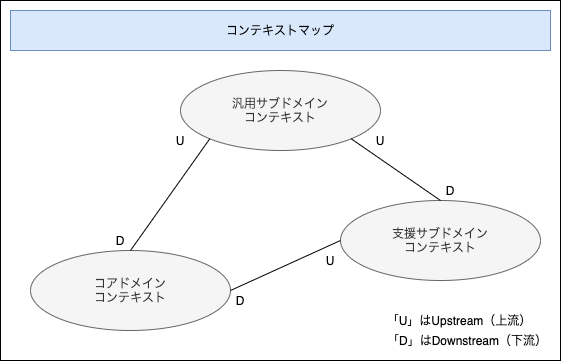 コンテキストマップ
汎用サブドメイン
コンテキスト
U
U
D
D
支援サブドメイン
コンテキスト
U
コアドメイン
コンテキスト
D
「U」はUpstream（上流）
「D」はDownstream（下流）